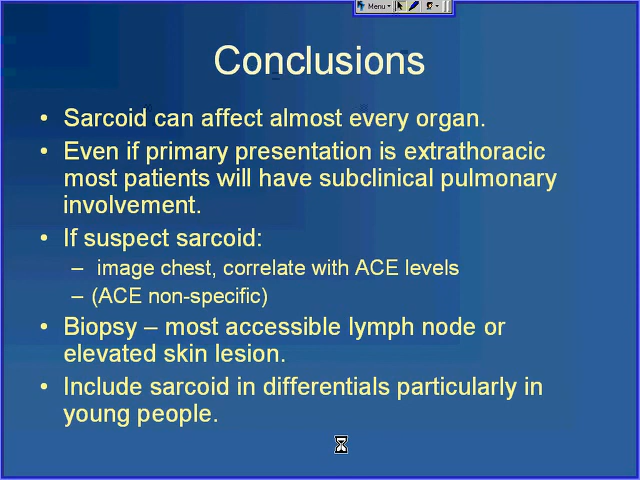 Menu
Conclusions
• Sarcoid can affect almost every organ.
• Even if primary presentation is extrathoracic
most patients will have subclinical pulmonary
involvement.
• If suspect sarcoid:
– image chest, correlate with ACE levels
– (ACE non-specific)
• Biopsy – most accessible lymph node or
elevated skin lesion.
• Include sarcoid in differentials particularly in
young people.